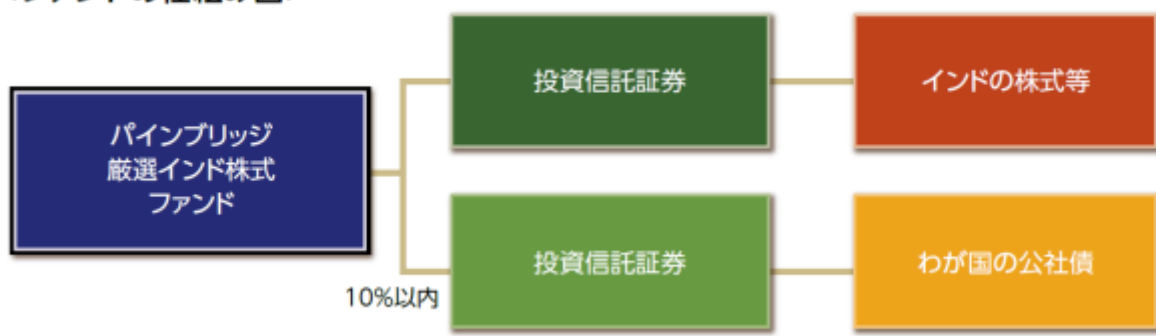 パインブリッジ
厳選インド株式
ファンド
投資信託証券
インドの株式等
投資信託証券
わが国の公社債
10%以内